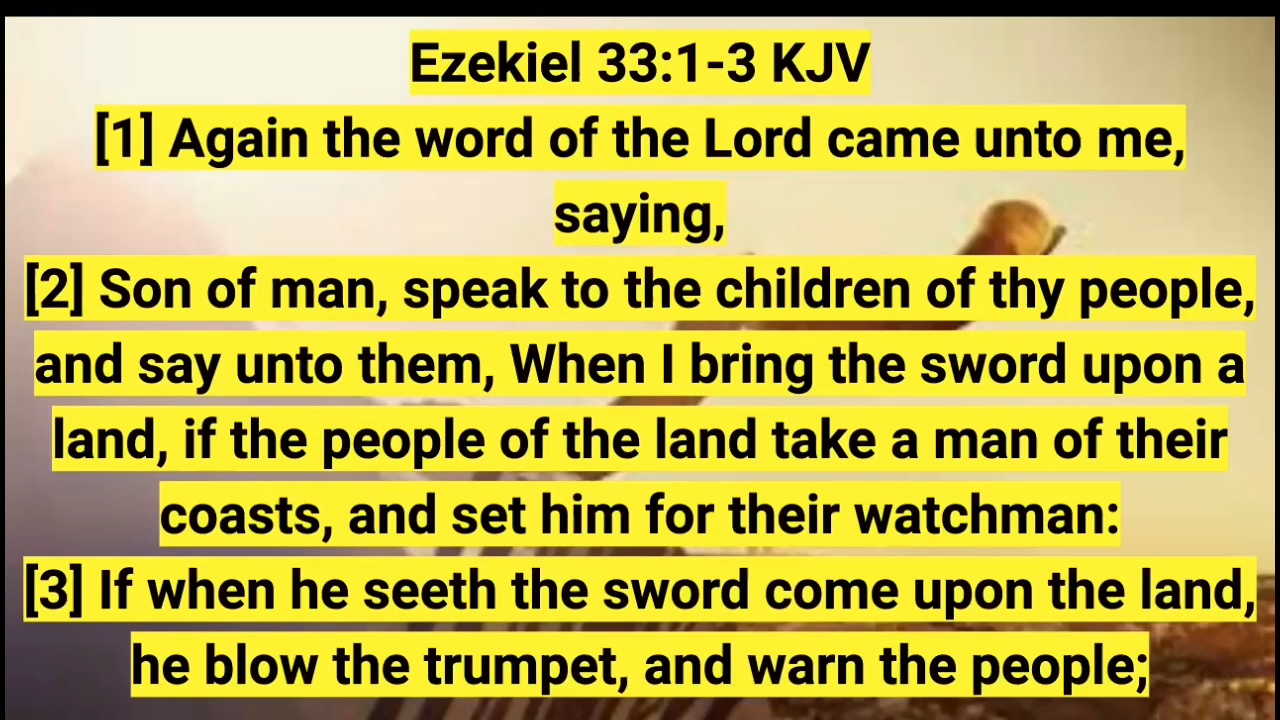 Ezekiel 33:1-3 KJV
[1] Again the word of the Lord came unto me,
saying,
[2] Son of man, speak to the children of thy people,
and say unto them, When I bring the sword upon a
land, if the people of the land take a man of their
coasts, and set him for their watchman:
[3] If when he seeth the sword come upon the land,
he blow the trumpet, and warn the people;